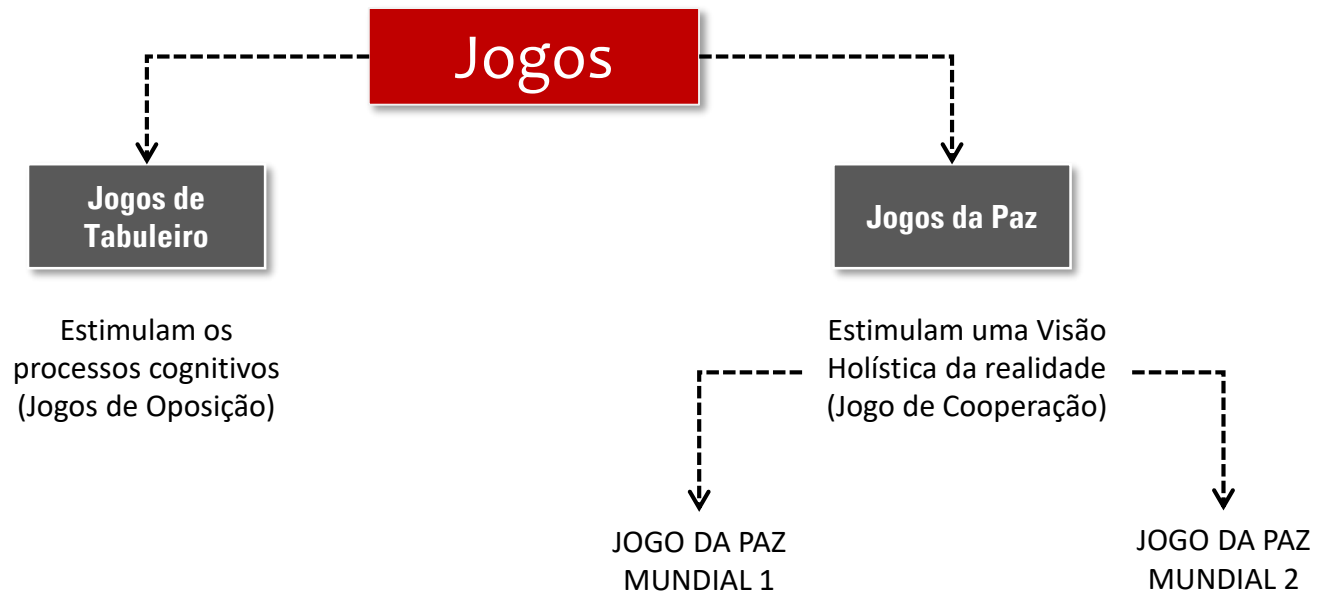 Jogos
Jogos de
Tabuleiro
Jogos da Paz
Estimulam os
processos cognitivos
(Jogos de Oposição)
Estimulam uma Visão
Holística da realidade
(Jogo de Cooperação)
JOGO DA PAZ
MUNDIAL 1
JOGO DA PAZ
MUNDIAL 2